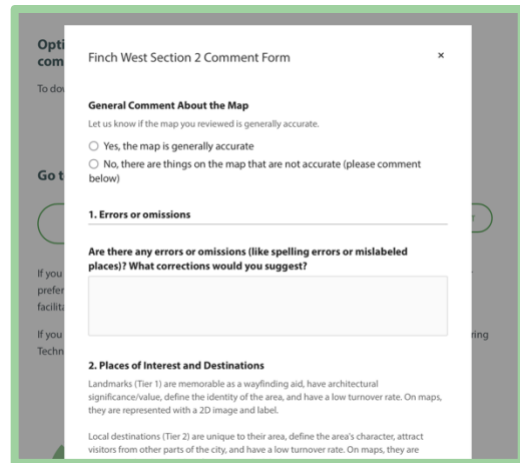 Opti
com
Finch West Section 2 Comment Form ×
To do
General Comment About the Map
Let us know if the map you reviewed is generally accurate.
Yes, the map is generally accurate
No, there are things on the map that are not accurate (please comment
below)
Go t
1. Errors or omissions
Are there any errors or omissions (like spelling errors or mislabeled
places)? What corrections would you suggest?
If you
prefer
facilita
If you
ring
Techn
2. Places of Interest and Destinations
Landmarks (Tier 1) are memorable as a wayfinding aid, have architectural
significance/value, define the identity of the area, and have a low turnover rate. On maps,
they are represented with a 2D image and label.
Local destinations (Tier 2) are unique to their area, define the area's character, attract
visitors from other parts of the city, and have a low turnover rate. On maps, they are